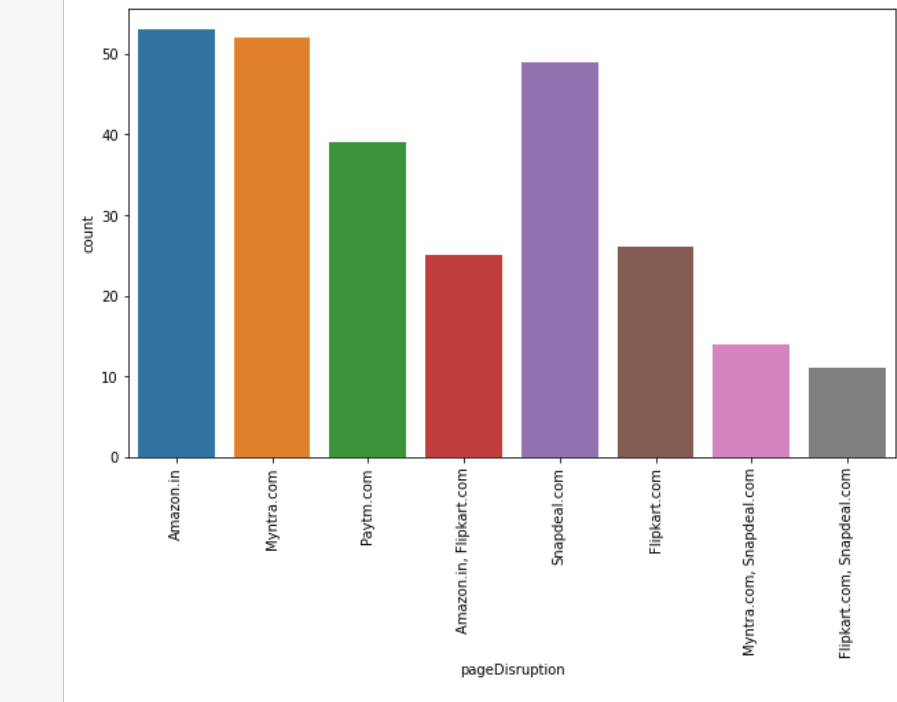 50
40
30
20
10
0
count
Amazon.in
Myntra.com
Paytm.com
Amazon.in, Flipkart.com
Snapdeal.com
Flipkart.com
Myntra.com, Snapdeal.com
Flipkart.com, Snapdeal.com
pageDisruption